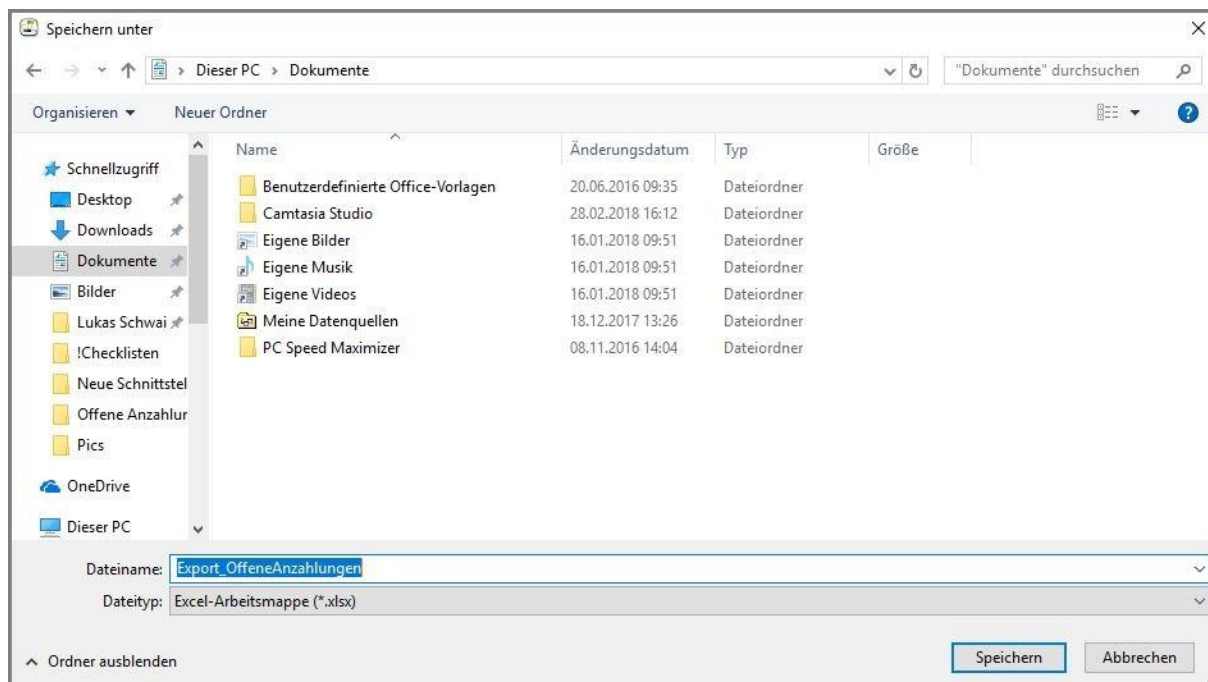 Speichern unter
Dieser PC > Dokumente
"Dokumente" durchsuchen
Organisieren
Neuer Ordner
Name Änderungsdatum Typ Größe
Schnellzugriff
Desktop
Downloads
Dokumente
Bilder
Lukas Schwai
!Checklisten
Neue Schnittstel
Offene Anzahlur
Pics
OneDrive
Dieser PC
Benutzerdefinierte Office-Vorlagen 20.06.2016 09:35 Dateiordner
Camtasia Studio 28.02.2018 16:12 Dateiordner
Eigene Bilder 16.01.2018 09:51 Dateiordner
Eigene Musik 16.01.2018 09:51 Dateiordner
Eigene Videos 16.01.2018 09:51 Dateiordner
Meine Datenquellen 18.12.2017 13:26 Dateiordner
PC Speed Maximizer 08.11.2016 14:04 Dateiordner
Dateiname: Export_OffeneAnzahlungen
Dateityp: Excel-Arbeitsmappe (*.xlsx)
Ordner ausblenden
Speichern
Abbrechen